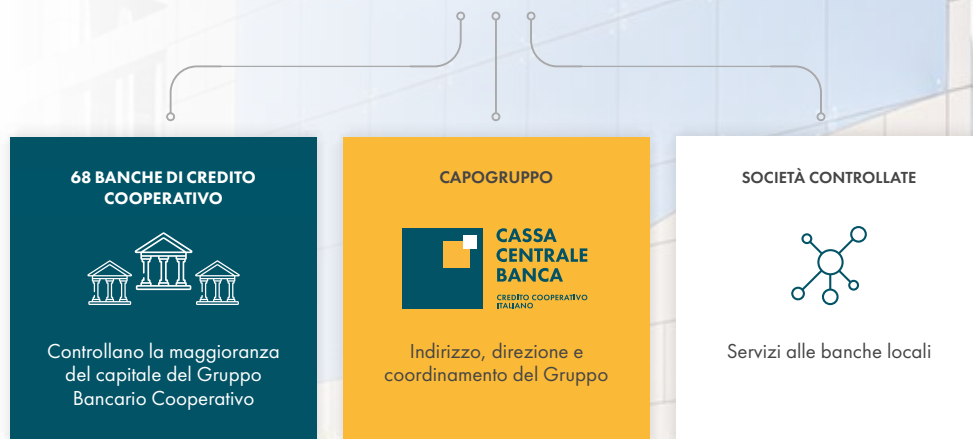 68 BANCHE DI CREDITO
COOPERATIVO
Controllano la maggioranza
del capitale del Gruppo
Bancario Cooperativo
CAPOGRUPPO
CASSA
CENTRALE
BANCA
CREDITO COOPERATIVO
ITALIANO
Indirizzo, direzione e
coordinamento del Gruppo
SOCIETÀ CONTROLLATE
Servizi alle banche locali